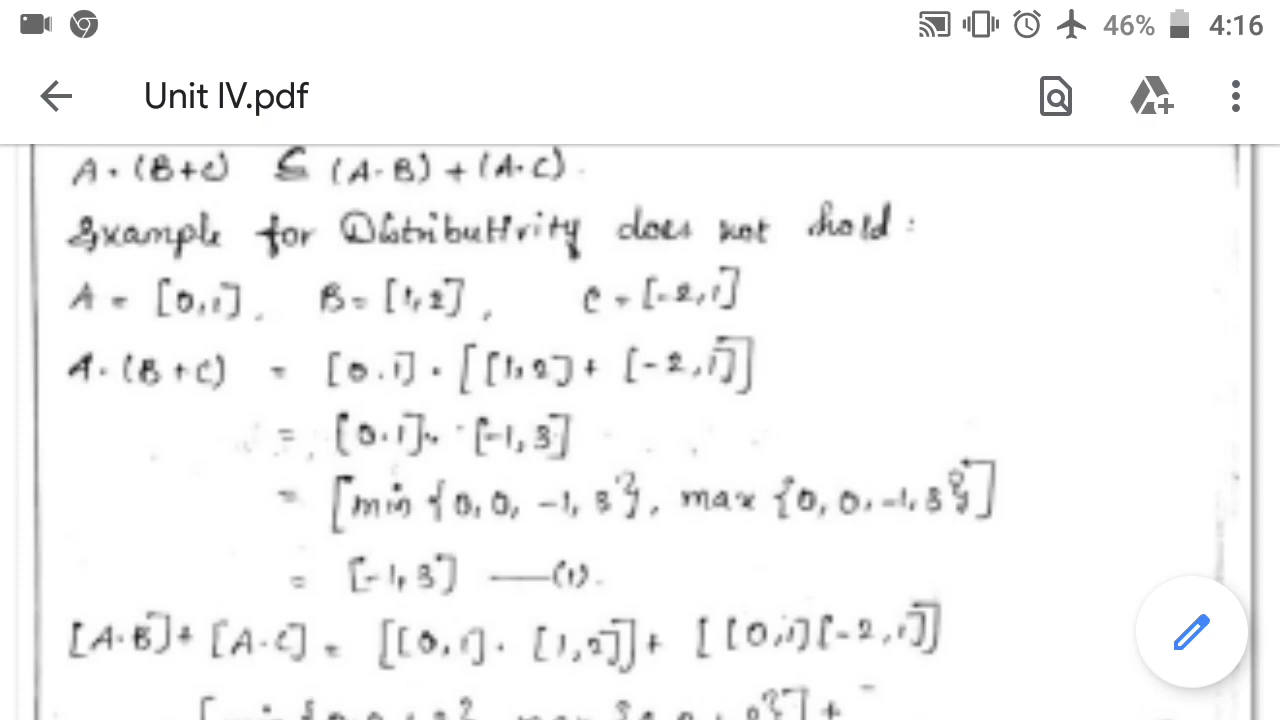 46% 4:16
Unit IV.pdf
A · (B+C) ⊆ (A·B) + (A·C).
Example for Distributivity does not hold :
A = [0,1], B = [1,2], C = [-2,1]
A·(B+C) = [0.1] · [[1,2] + [-2,1]]
= [0.1] · [-1,3]
= [min {0,0, -1, 3}, max {0, 0, -1, 3}]
= [-1,3] —(1).
[A·B] + [A·C] = [[0,1] · [1,2]] + [[0,1][-2,1]]